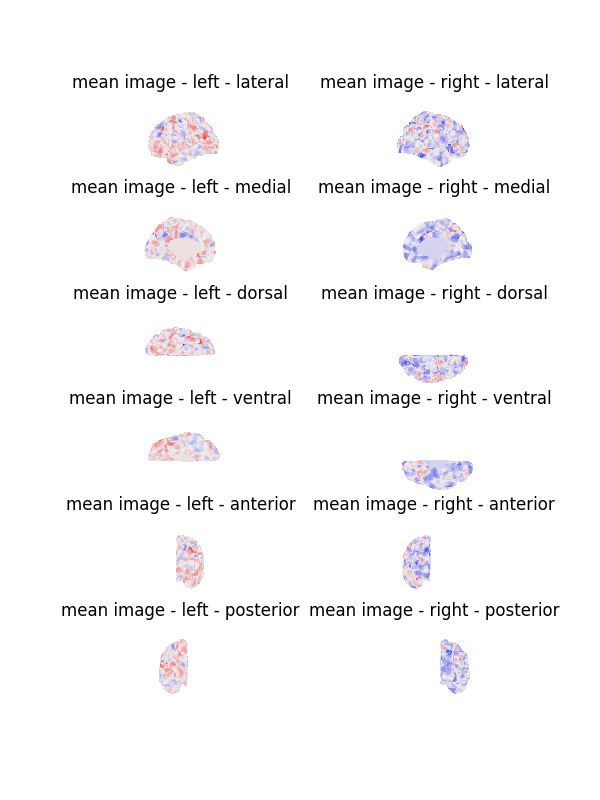 mean image - left - lateral
mean image - right - lateral
mean image - left - medial
mean image - right - medial
mean image - left - dorsal
mean image - right - dorsal
mean image - left - ventral
mean image - right - ventral
mean image - left - anterior
mean image - right - anterior
mean image - left - posterior
mean image - right - posterior